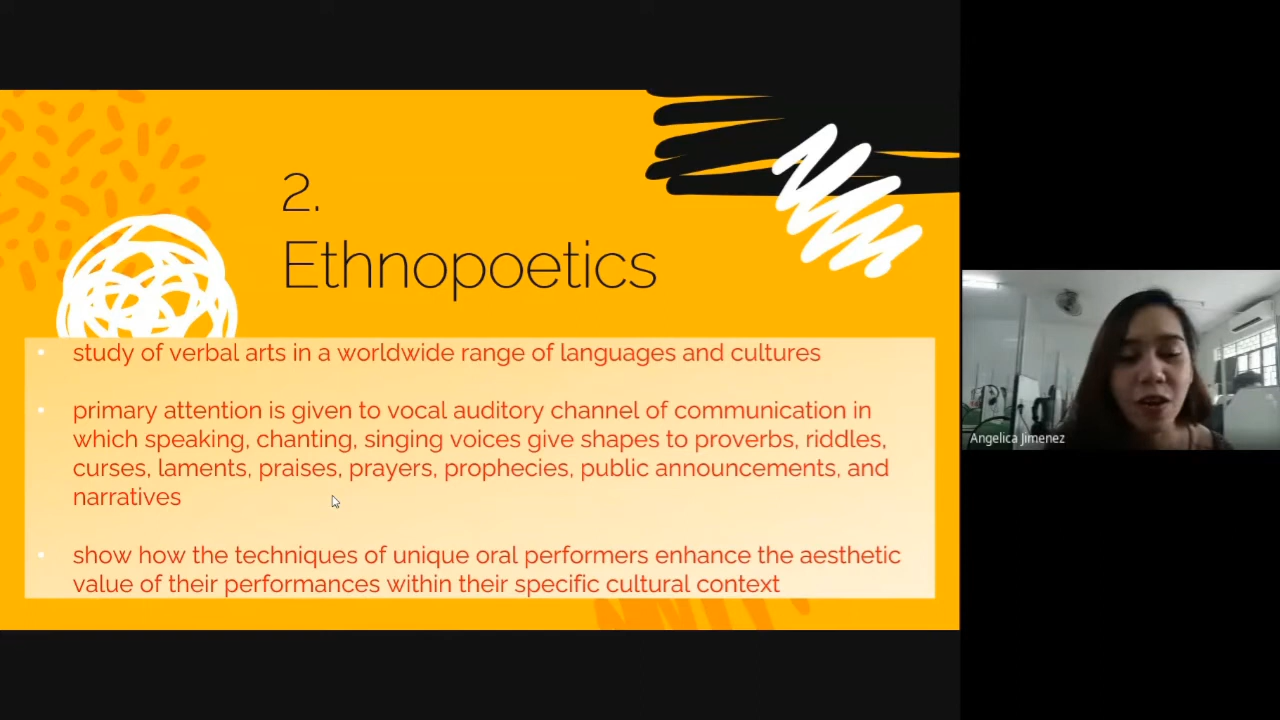 2.
Ethnopoetics
study of verbal arts in a worldwide range of languages and cultures
primary attention is given to vocal auditory channel of communication in
which speaking, chanting, singing voices give shapes to proverbs, riddles,
curses, laments, praises, prayers, prophecies, public announcements, and
narratives
show how the techniques of unique oral performers enhance the aesthetic
value of their performances within their specific cultural context
Angelica Jimenez